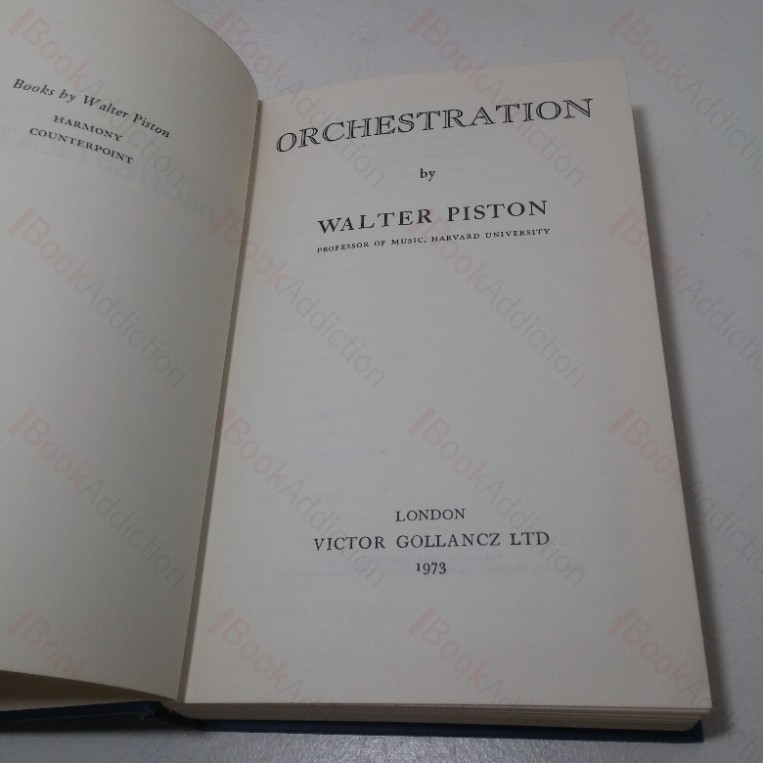 Books by Walter Piston
HARMONY
COUNTERPOINT
ORCHESTRATION
by
WALTER PISTON
PROFESSOR OF MUSIC, HARVARD UNIVERSITY
LONDON
VICTOR GOLLANCZ LTD
1973
BookAddiction